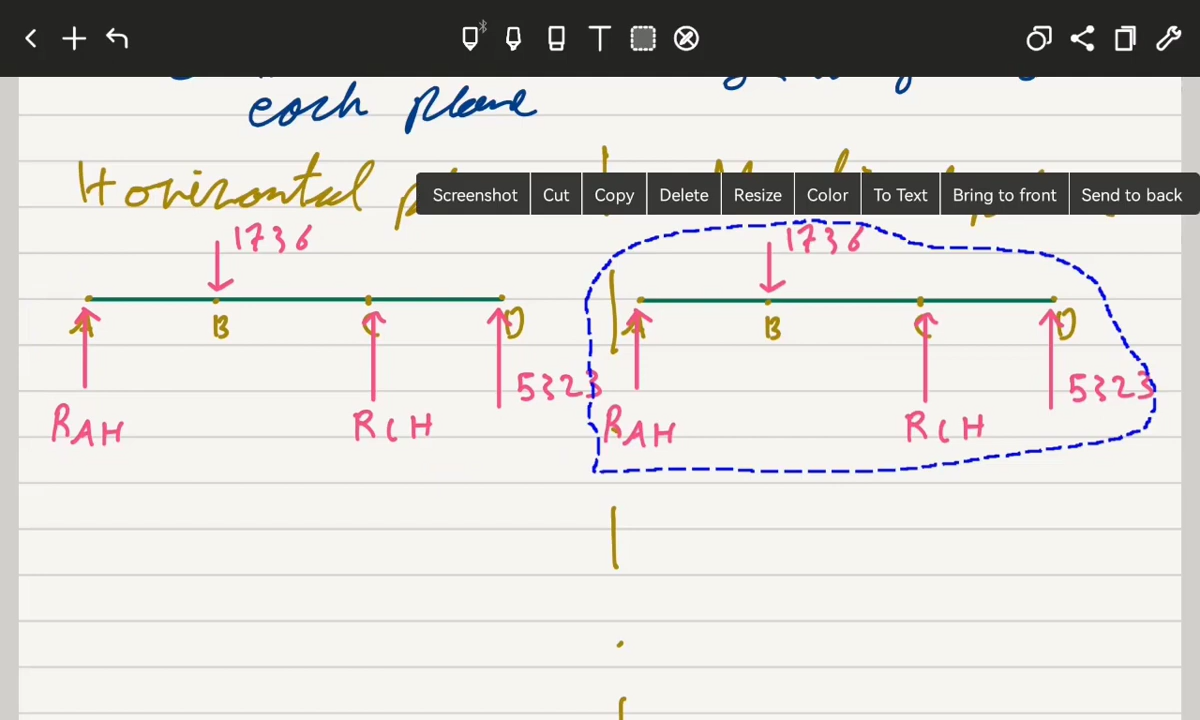 each plane
Horizontal
Screenshot Cut Copy Delete Resize Color To Text Bring to front Send to back
1736 1736
A B C D A B C D
5323 5323
RAH RCH RAH RCH